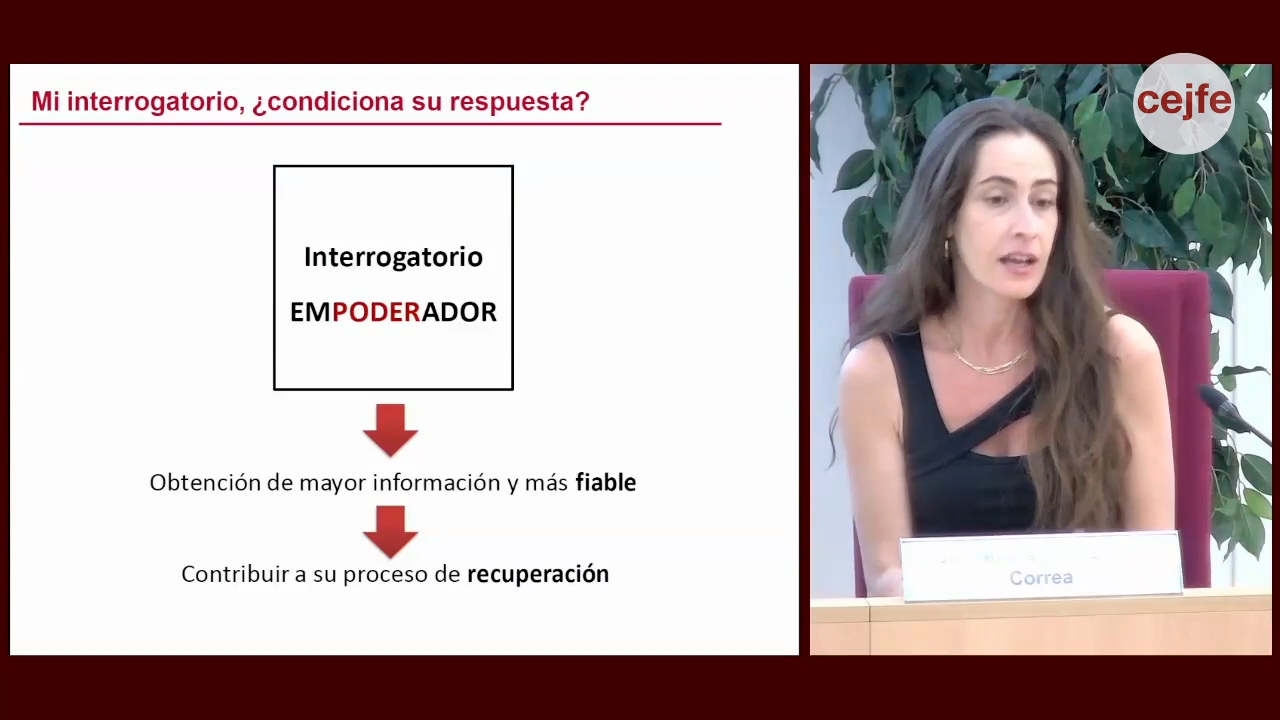 Mi interrogatorio, ¿condiciona su respuesta?
Interrogatorio
EMPODERADOR
Obtención de mayor información y más fiable
Contribuir a su proceso de recuperación
cejfe
Correa